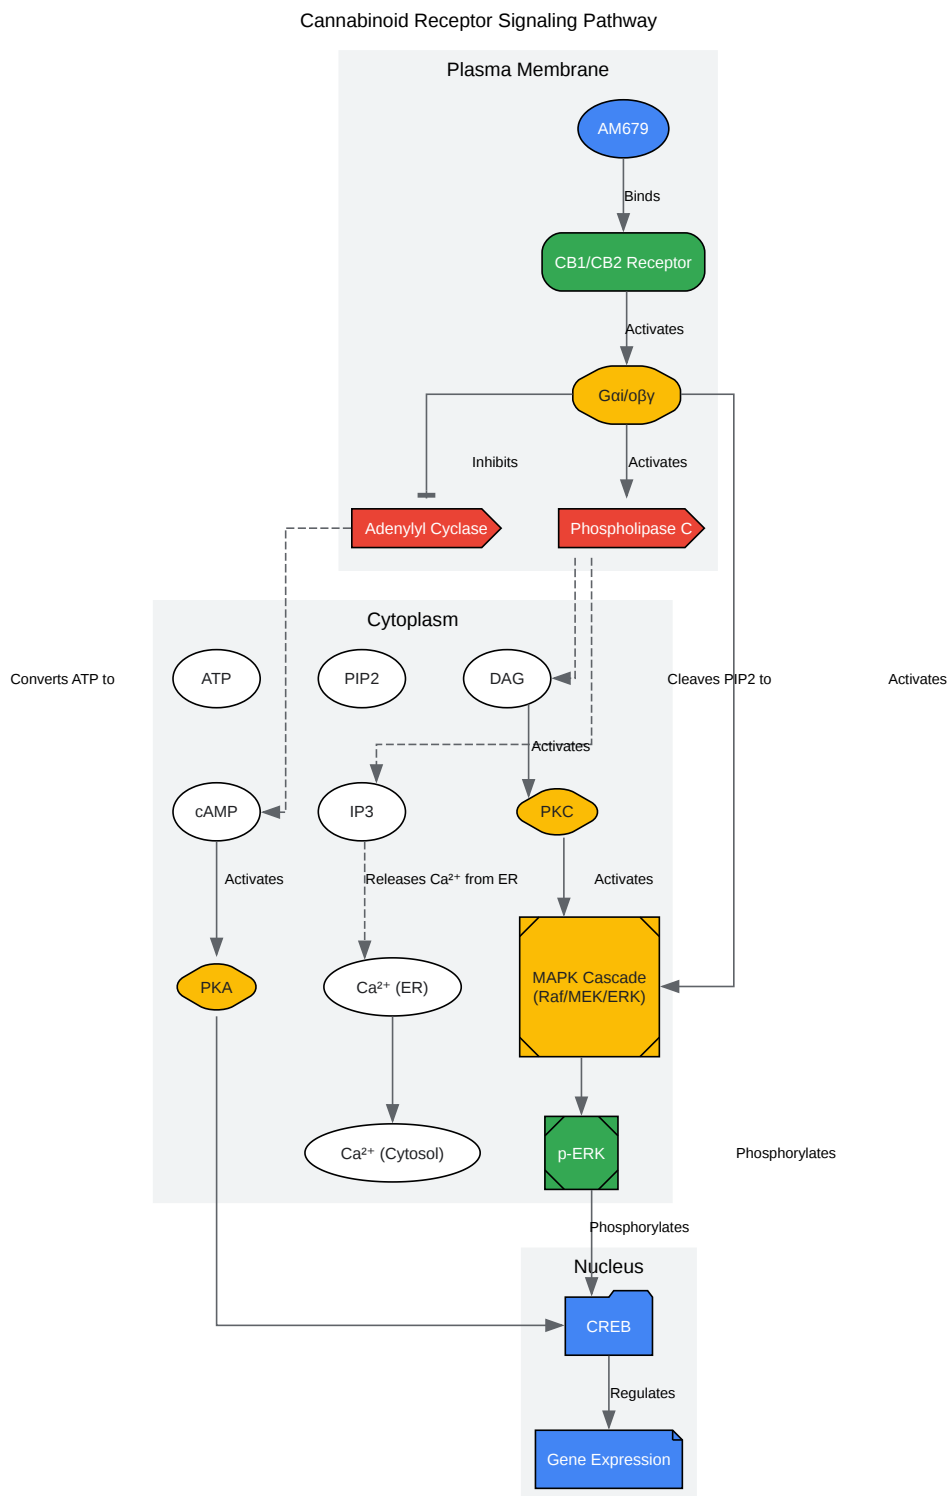 Cannabinoid Receptor Signaling Pathway
Plasma Membrane
AM679
Binds
CB1/CB2 Receptor
Activates
Gαi/oβγ
Inhibits
Activates
Adenylyl Cyclase
Phospholipase C
Cytoplasm
Converts ATP to
ATP
PIP2
DAG
Cleaves PIP2 to
Activates
Activates
cAMP
IP3
PKC
Activates
Releases Ca²⁺ from ER
Activates
PKA
Ca²⁺ (ER)
MAPK Cascade
(Raf/MEK/ERK)
Ca²⁺ (Cytosol)
p-ERK
Phosphorylates
Phosphorylates
Nucleus
CREB
Regulates
Gene Expression